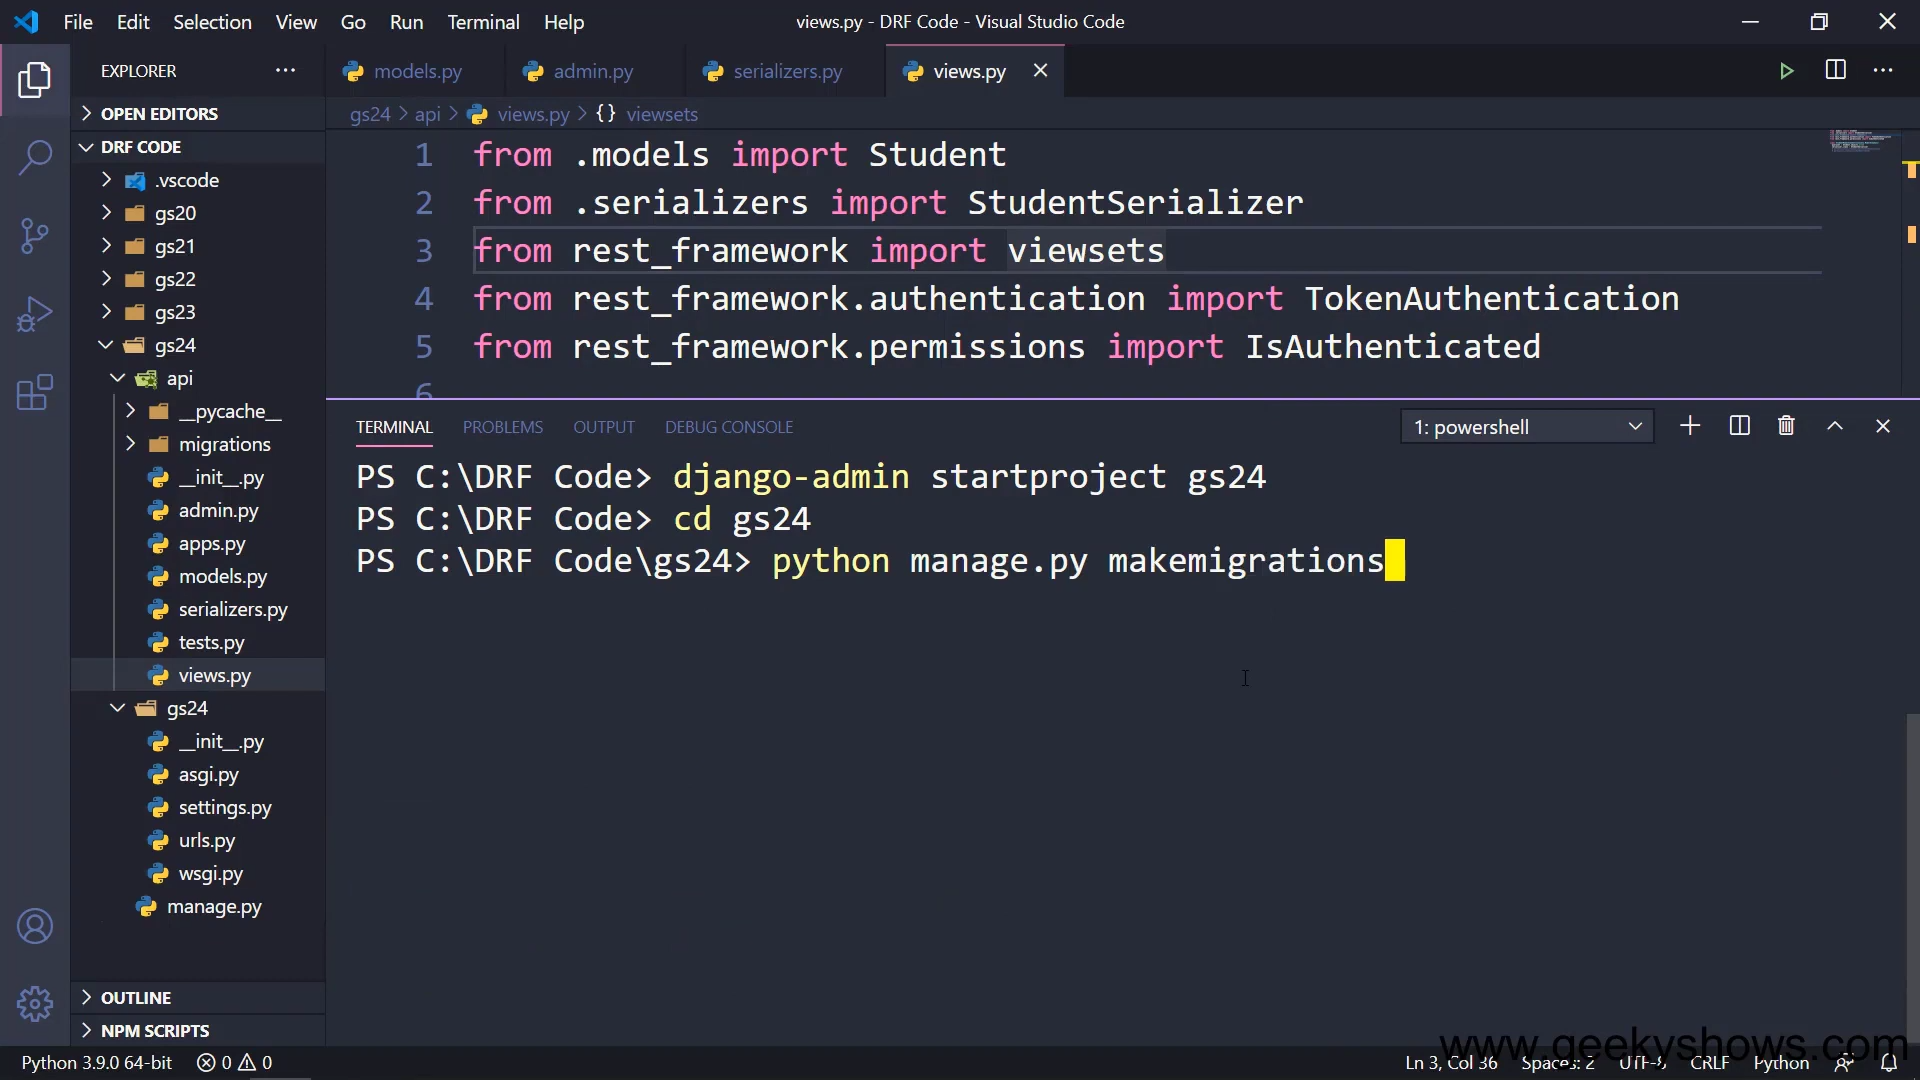 File Edit Selection View Go Run Terminal Help
views.py - DRF Code - Visual Studio Code
EXPLORER
OPEN EDITORS
DRF CODE
.vscode
gs20
gs21
gs22
gs23
gs24
api
__pycache__
migrations
__init__.py
admin.py
apps.py
models.py
serializers.py
tests.py
views.py
gs24
__init__.py
asgi.py
settings.py
urls.py
wsgi.py
manage.py
OUTLINE
NPM SCRIPTS
models.py admin.py serializers.py views.py
gs24 > api > views.py > {} viewsets
1 from .models import Student
2 from .serializers import StudentSerializer
3 from rest_framework import viewsets
4 from rest_framework.authentication import TokenAuthentication
5 from rest_framework.permissions import IsAuthenticated
6
TERMINAL PROBLEMS OUTPUT DEBUG CONSOLE 1: powershell
PS C:\DRF Code> django-admin startproject gs24
PS C:\DRF Code> cd gs24
PS C:\DRF Code\gs24> python manage.py makemigrations
www.geekyshows.com
Python 3.9.0 64-bit 0 0 Ln 3, Col 36 Spaces: 2 UTF-8 CRLF Python